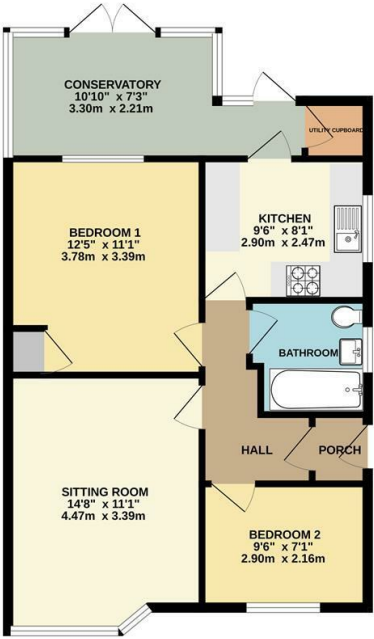 CONSERVATORY
10'10" x 7'3"
3.30m x 2.21m
UTILITY CUPBOARD
KITCHEN
9'6" x 8'1"
2.90m x 2.47m
BEDROOM 1
12'5" x 11'1"
3.78m x 3.39m
BATHROOM
HALL
PORCH
SITTING ROOM
14'8" x 11'1"
4.47m x 3.39m
BEDROOM 2
9'6" x 7'1"
2.90m x 2.16m